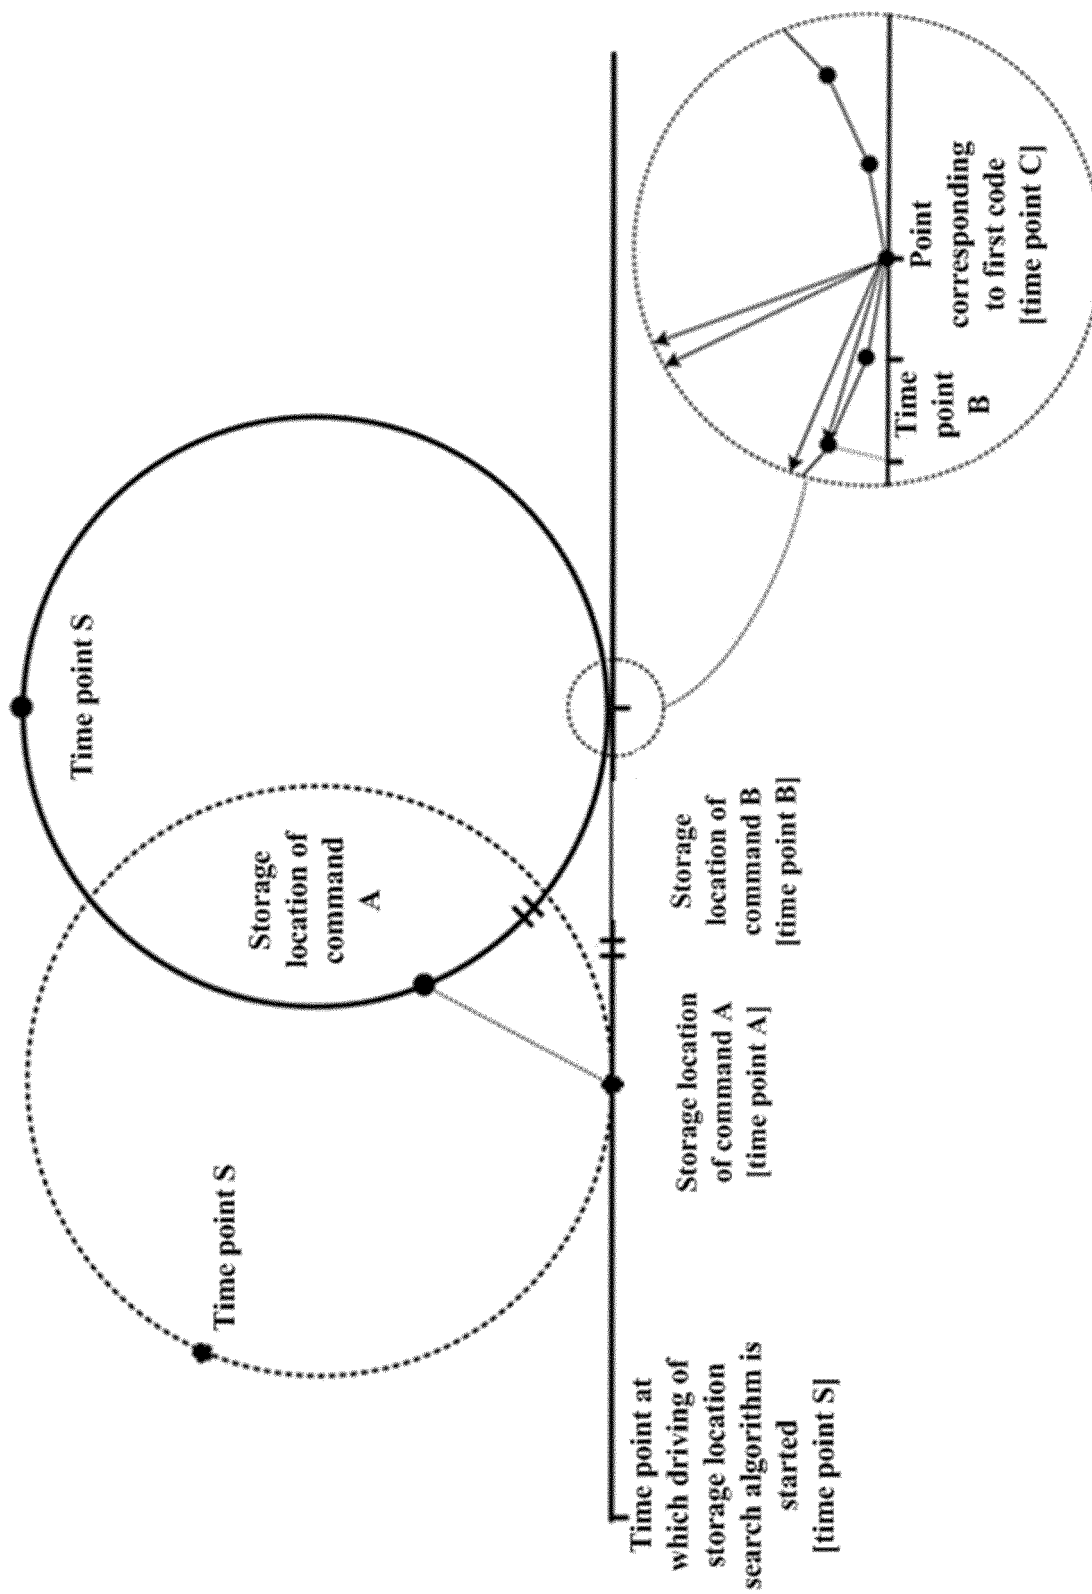 Time point S
Time point S
Storage
location of
command
A
Time point at
which driving of
storage location
search algorithm is
started
[time point S]
Storage location
of command A
[time point A]
Storage
location of
command B
[time point B]
Time
point
B
Point
corresponding
to first code
[time point C]